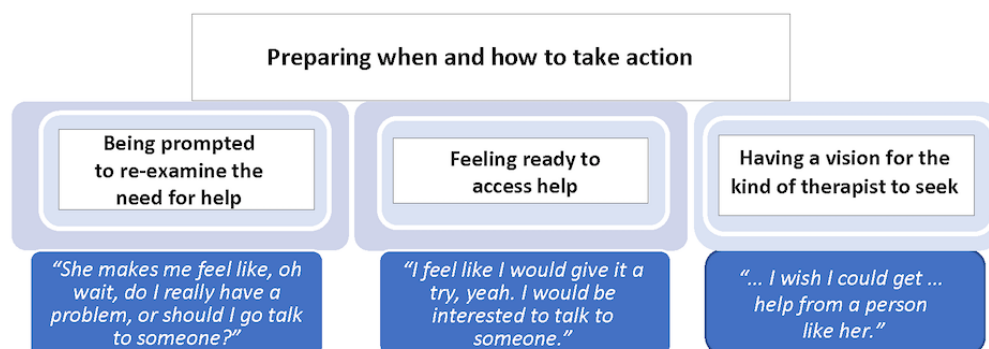 Preparing when and how to take action
Being prompted
to re-examine the
need for help
Feeling ready to
access help
Having a vision for the
kind of therapist to seek
“She makes me feel like, oh
wait, do I really have a
problem, or should I go talk
to someone?”
“I feel like I would give it a
try, yeah. I would be
interested to talk to
someone.”
“... I wish I could get ...
help from a person
like her.”